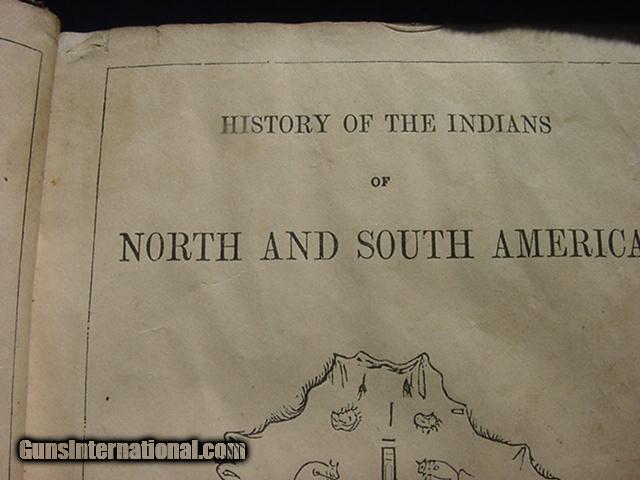 HISTORY OF THE INDIANS
OF
NORTH AND SOUTH AMERICA
GunsInternational.com